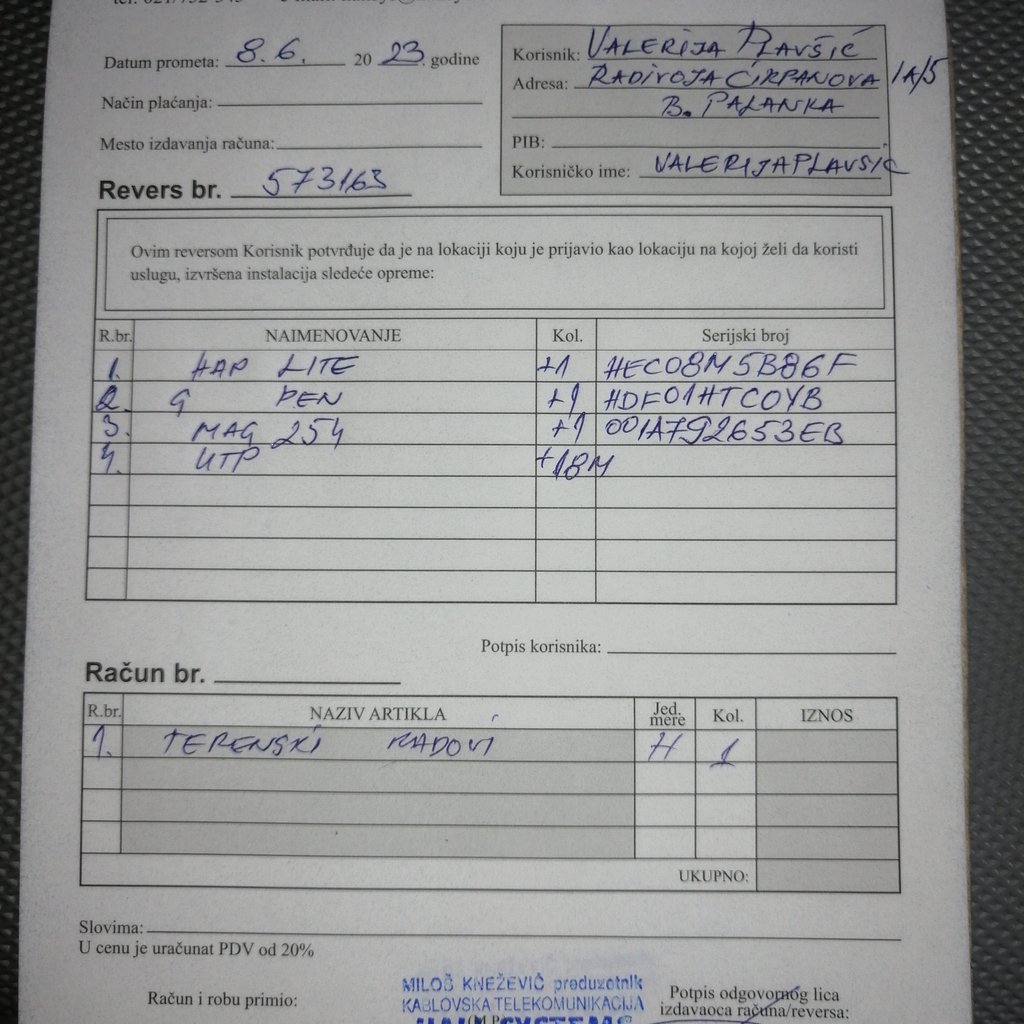 Datum prometa: 8.6. 20 23. godine
Način plaćanja:
Mesto izdavanja računa:
Revers br. 573163
Korisnik: VALERIJA PLAVŠIĆ
Adresa: RADIVOJA ĆIRPANOVA 1A/5
B. PALANKA
PIB:
Korisničko ime: VALERIJAPLAVSIC
Ovim reversom Korisnik potvrđuje da je na lokaciji koju je prijavio kao lokaciju na kojoj želi da koristi
uslugu, izvršena instalacija sledeće opreme:
R.br. NAIMENOVANJE Kol. Serijski broj
1. HAP LITE +1 HEC08M5B86F
2. G PEN +1 HDF01HTC0YB
3. MAG 254 +1 001A792653EB
4. UTP +18M
Potpis korisnika:
Račun br.
R.br. NAZIV ARTIKLA Jed. mere Kol. IZNOS
1. TERENSKI RADOVI H 1
UKUPNO:
Slovima:
U cenu je uračunat PDV od 20%
MILOŠ KNEŽEVIĆ preduzetnik
KABLOVSKA TELEKOMUNIKACIJA
Račun i robu primio:
Potpis odgovornog lica
izdavaoca računa/reversa: